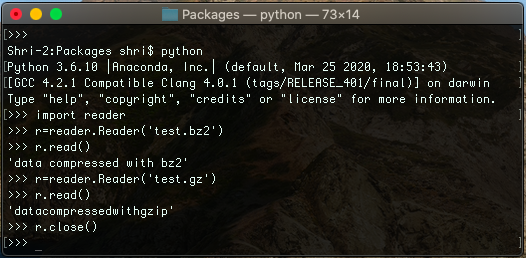 Packages — python — 73×14
[>>>
Shri-2:Packages shri$ python
[Python 3.6.10 |Anaconda, Inc.| (default, Mar 25 2020, 18:53:43)
[[GCC 4.2.1 Compatible Clang 4.0.1 (tags/RELEASE_401/final)] on darwin
Type "help", "copyright", "credits" or "license" for more information.
[>>> import reader
>>> r=reader.Reader('test.bz2')
>>> r.read()
'data compressed with bz2'
>>> r=reader.Reader('test.gz')
>>> r.read()
'datacompressedwithgzip'
>>> r.close()
[>>> _